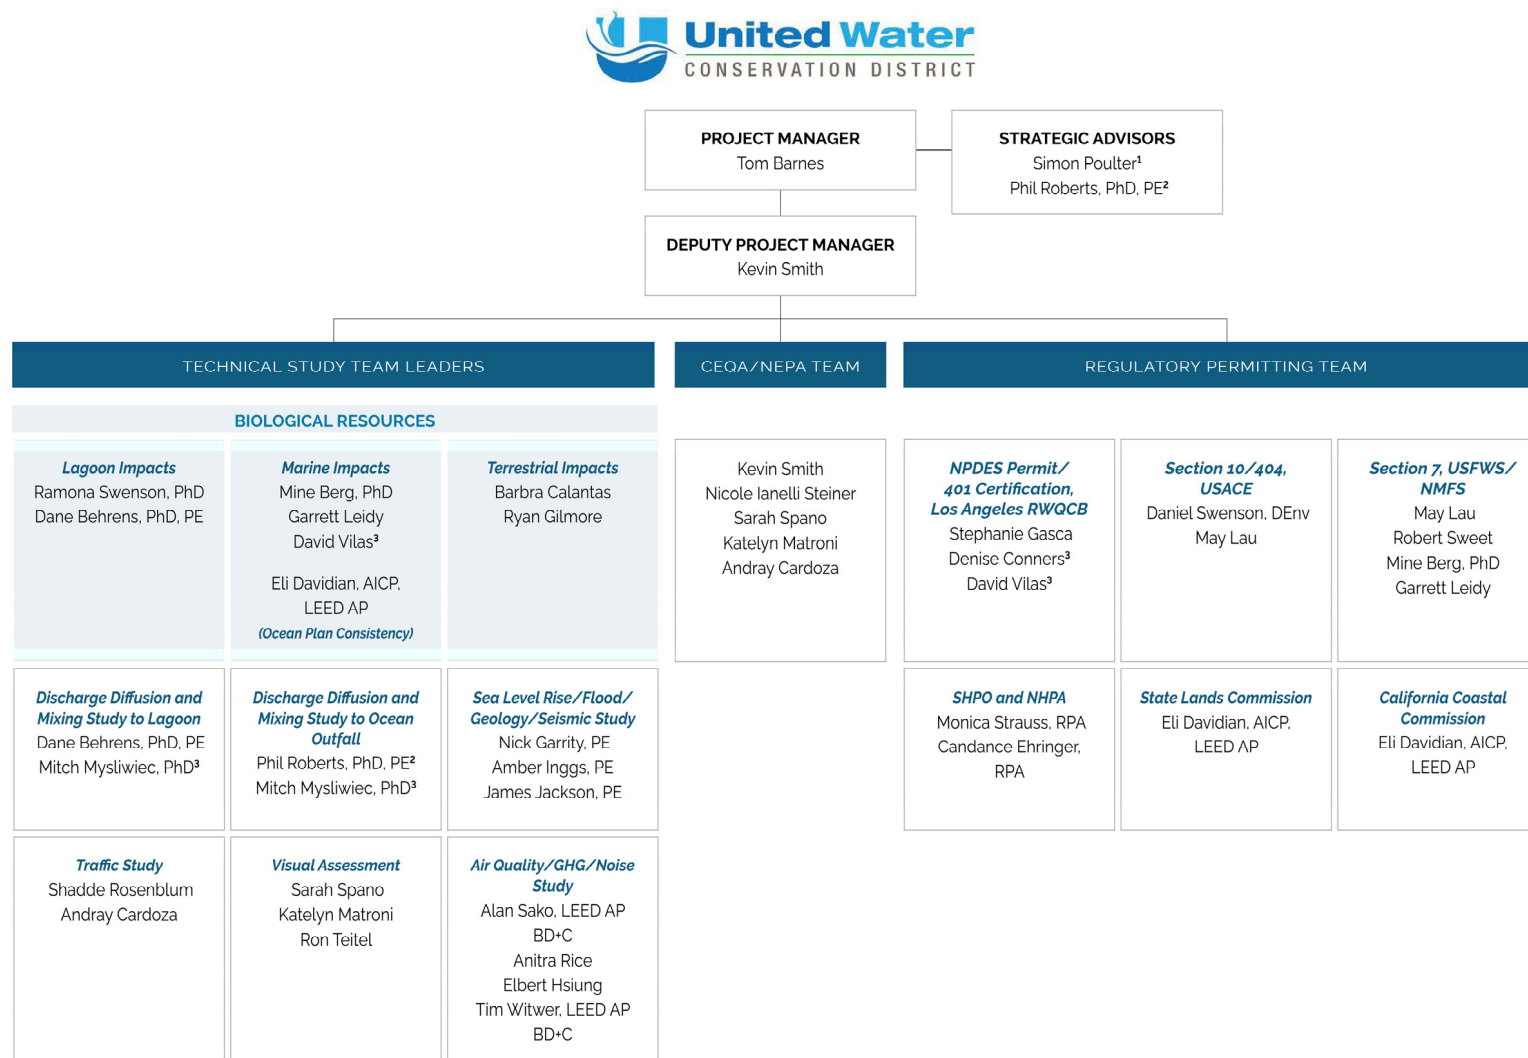 United Water
CONSERVATION DISTRICT
PROJECT MANAGER
Tom Barnes
STRATEGIC ADVISORS
Simon Poulter¹
Phil Roberts, PhD, PE²
DEPUTY PROJECT MANAGER
Kevin Smith
TECHNICAL STUDY TEAM LEADERS
BIOLOGICAL RESOURCES
Lagoon Impacts
Ramona Swenson, PhD
Dane Behrens, PhD, PE
Marine Impacts
Mine Berg, PhD
Garrett Leidy
David Vilas³
Eli Davidian, AICP,
LEED AP
(Ocean Plan Consistency)
Terrestrial Impacts
Barbra Calantas
Ryan Gilmore
Discharge Diffusion and
Mixing Study to Lagoon
Dane Behrens, PhD, PE
Mitch Mysliwiec, PhD³
Discharge Diffusion and
Mixing Study to Ocean
Outfall
Phil Roberts, PhD, PE²
Mitch Mysliwiec, PhD³
Sea Level Rise/Flood/
Geology/Seismic Study
Nick Garrity, PE
Amber Inggs, PE
James Jackson, PE
Traffic Study
Shadde Rosenblum
Andray Cardoza
Visual Assessment
Sarah Spano
Katelyn Matroni
Ron Teitel
Air Quality/GHG/Noise
Study
Alan Sako, LEED AP
BD+C
Anitra Rice
Elbert Hsiung
Tim Witwer, LEED AP
BD+C
CEQA/NEPA TEAM
Kevin Smith
Nicole Ianelli Steiner
Sarah Spano
Katelyn Matroni
Andray Cardoza
REGULATORY PERMITTING TEAM
NPDES Permit/
401 Certification,
Los Angeles RWQCB
Stephanie Gasca
Denise Conners³
David Vilas³
Section 10/404,
USACE
Daniel Swenson, DEnv
May Lau
Section 7, USFWS/
NMFS
May Lau
Robert Sweet
Mine Berg, PhD
Garrett Leidy
SHPO and NHPA
Monica Strauss, RPA
Candance Ehringer,
RPA
State Lands Commission
Eli Davidian, AICP,
LEED AP
California Coastal
Commission
Eli Davidian, AICP,
LEED AP